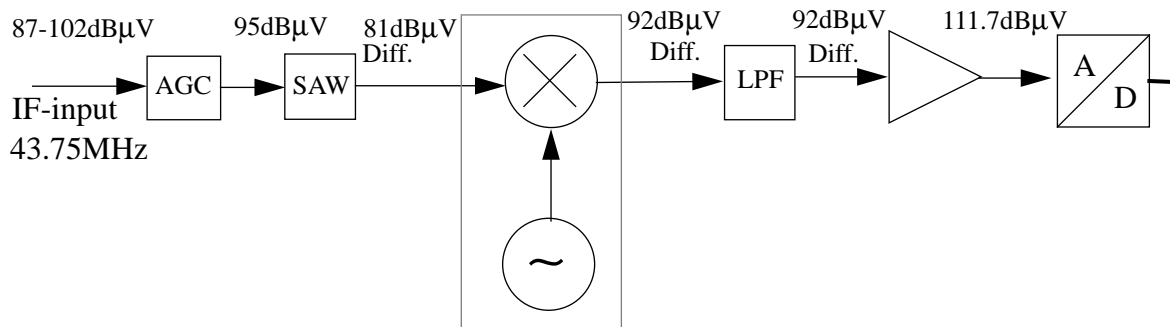 87-102dBµV
95dBµV
81dBµV
Diff.
92dBµV
Diff.
92dBµV
Diff.
111.7dBµV
AGC
SAW
LPF
A
D
IF-input
43.75MHz
~